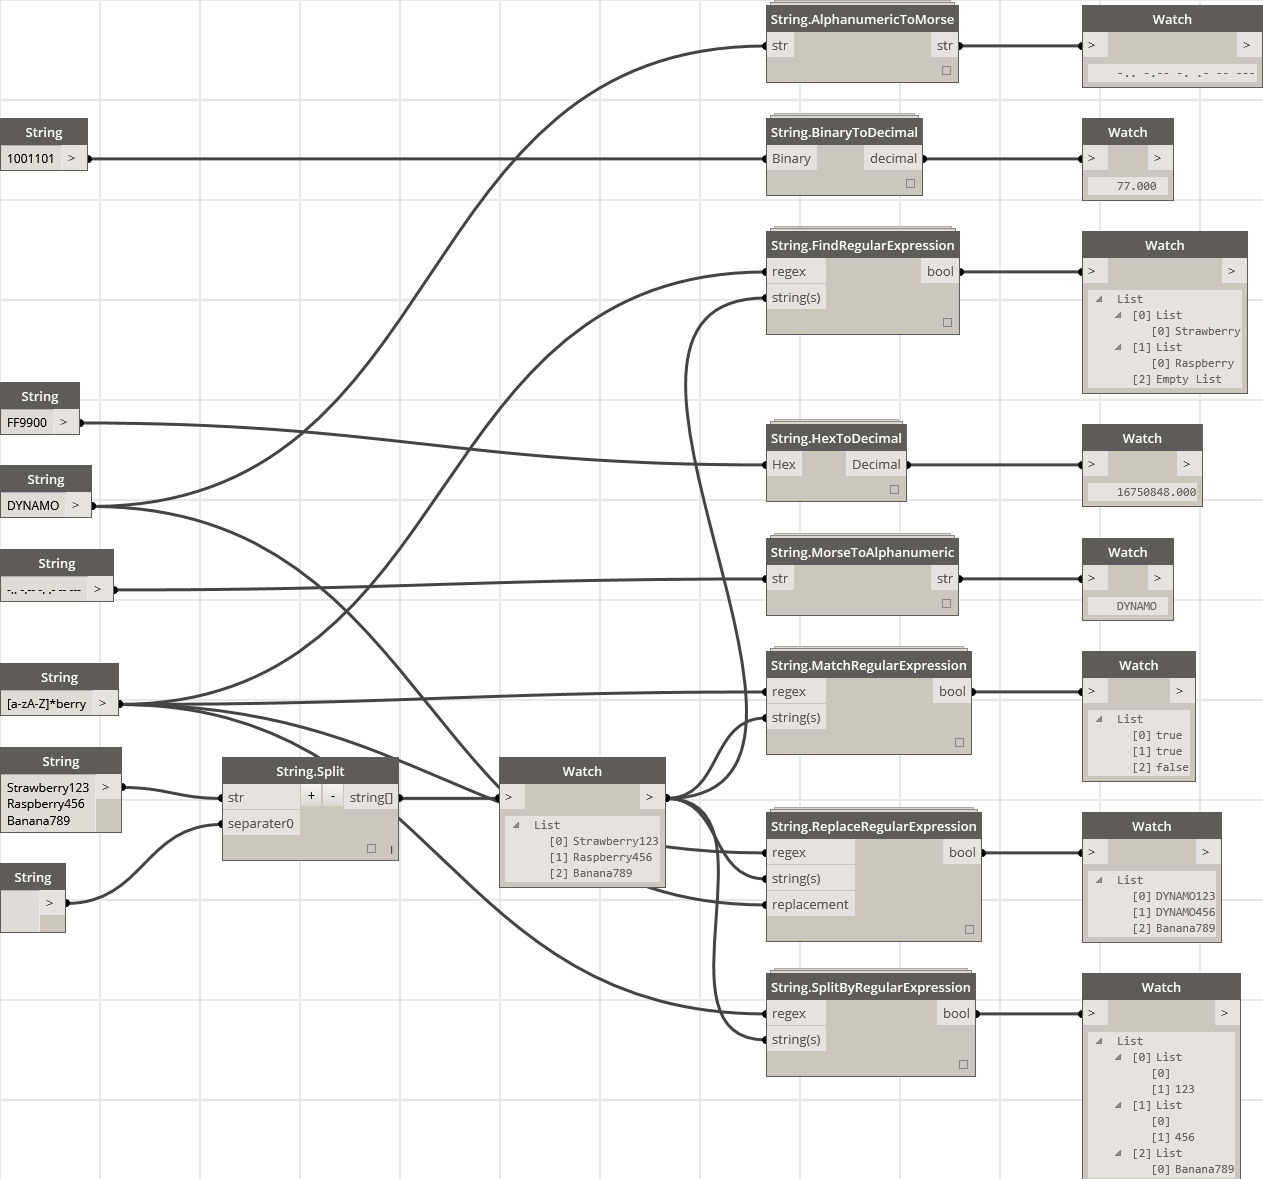 String.AlphanumericToMorse
str str
Watch
> >
-.. -.-- -. .- -- ---
String
1001101 >
String.BinaryToDecimal
Binary decimal
Watch
> >
77.000
String.FindRegularExpression
regex bool
string(s)
Watch
> >
List
[0] List
[0] Strawberry
[1] List
[0] Raspberry
[2] Empty List
String
FF9900 >
String.HexToDecimal
Hex Decimal
Watch
> >
16750848.000
String
DYNAMO >
String
-.. -.-- -. .- -- --- >
String.MorseToAlphanumeric
str str
Watch
> >
DYNAMO
String
[a-zA-Z]*berry >
String.MatchRegularExpression
regex bool
string(s)
Watch
> >
List
[0] true
[1] true
[2] false
String
Strawberry123 >
Raspberry456
Banana789
String.Split
str + - string[]
separater0
l
Watch
> >
List
[0] Strawberry123
[1] Raspberry456
[2] Banana789
String
>
String.ReplaceRegularExpression
regex bool
string(s)
replacement
Watch
> >
List
[0] DYNAMO123
[1] DYNAMO456
[2] Banana789
String.SplitByRegularExpression
regex bool
string(s)
Watch
> >
List
[0] List
[0]
[1] 123
[1] List
[0]
[1] 456
[2] List
[0] Banana789